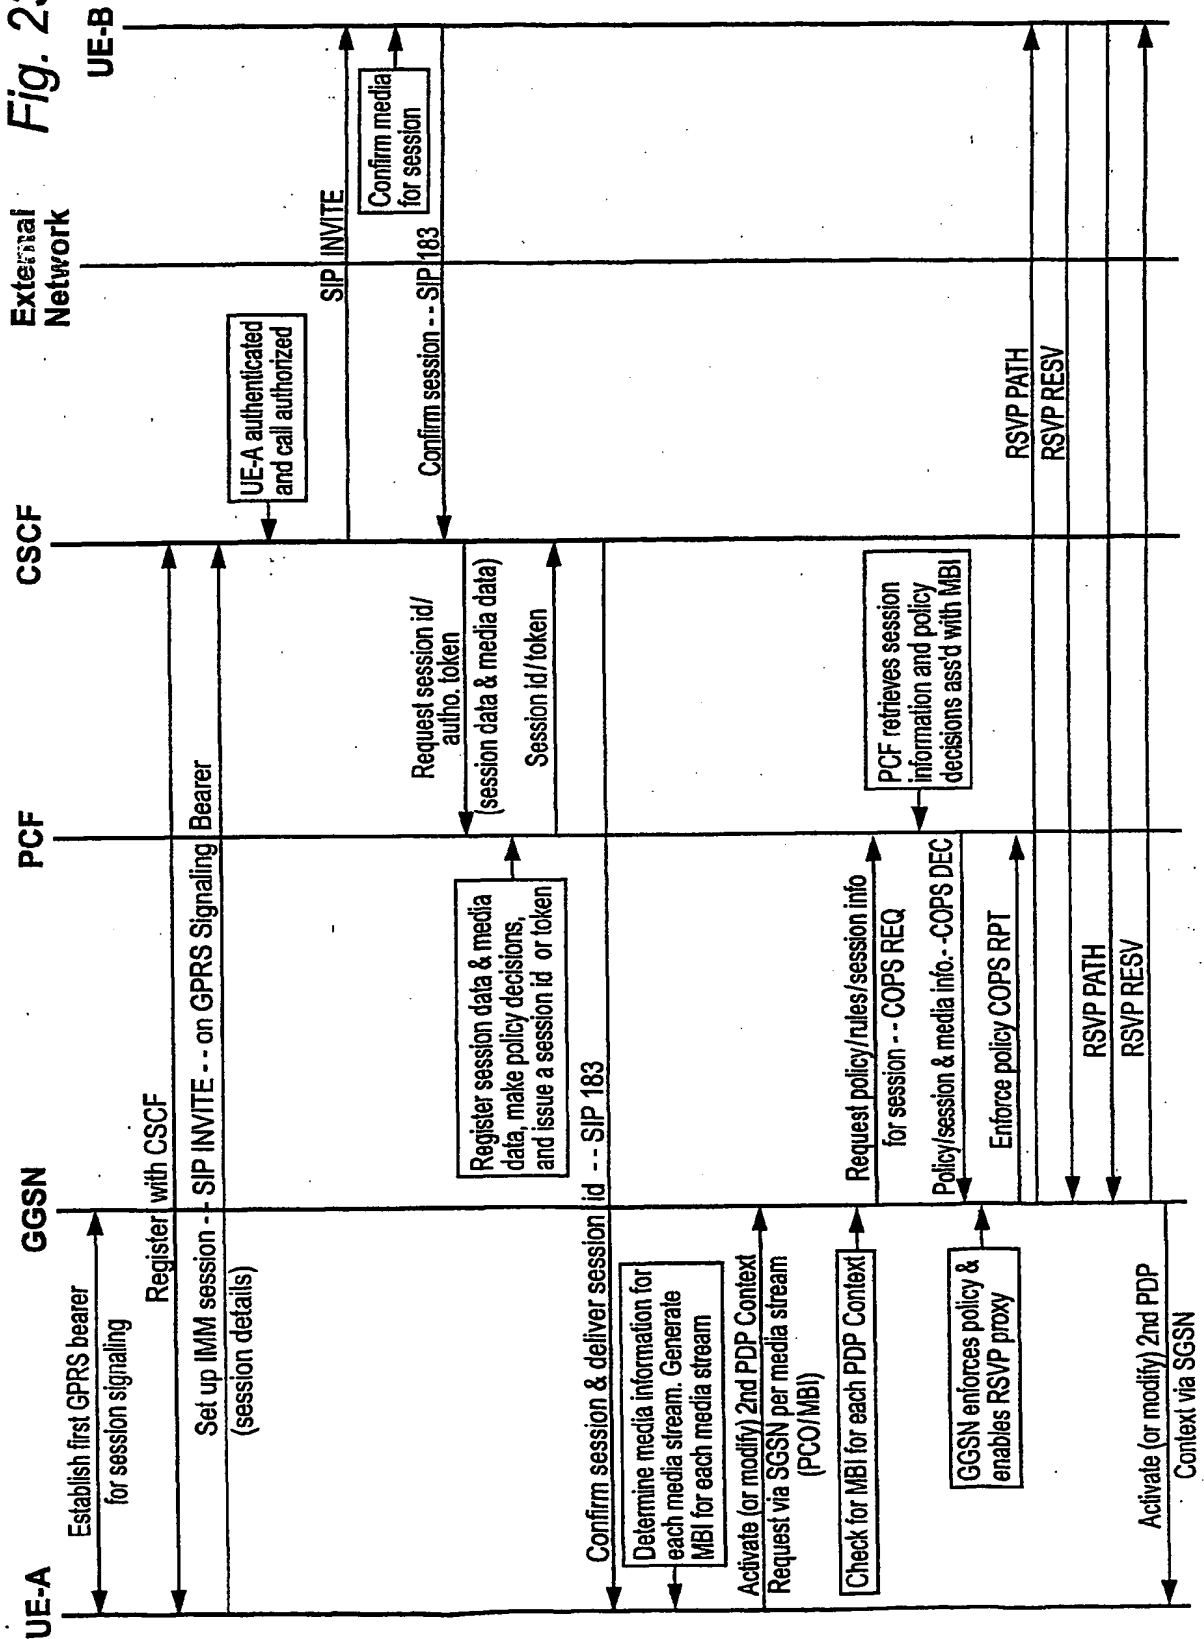 Fig. 23
UE-A
GGSN
PCF
CSCF
External
Network
UE-B
Establish first GPRS bearer
for session signaling
Register with CSCF
Set up IMM session -- SIP INVITE -- on GPRS Signaling Bearer
(session details)
UE-A authenticated
and call authorized
SIP INVITE
Confirm media
for session
Confirm session -- SIP 183
Request session id/
autho. token
(session data & media data)
Register session data & media
data, make policy decisions,
and issue a session id or token
Session id/token
Confirm session & deliver session id -- SIP 183
Determine media information for
each media stream. Generate
MBI for each media stream
Activate (or modify) 2nd PDP Context
Request via SGSN per media stream
(PCO/MBI)
Check for MBI for each PDP Context
Request policy/rules/session info
for session -- COPS REQ
PCF retrieves session
information and policy
decisions ass'd with MBI
Policy/session & media info.--COPS DEC
GGSN enforces policy &
enables RSVP proxy
Enforce policy COPS RPT
RSVP PATH
RSVP RESV
RSVP PATH
RSVP RESV
Activate (or modify) 2nd PDP
Context via SGSN